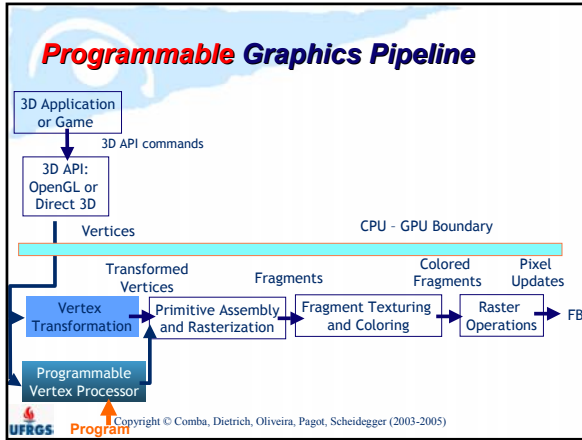 Programmable Graphics Pipeline
3D Application
or Game
3D API commands
3D API:
OpenGL or
Direct 3D
Vertices
CPU – GPU Boundary
Transformed
Vertices
Fragments
Colored
Fragments
Pixel
Updates
Vertex
Transformation
Primitive Assembly
and Rasterization
Fragment Texturing
and Coloring
Raster
Operations
FB
Programmable
Vertex Processor
UFRGS
Program
Copyright © Comba, Dietrich, Oliveira, Pagot, Scheidegger (2003-2005)